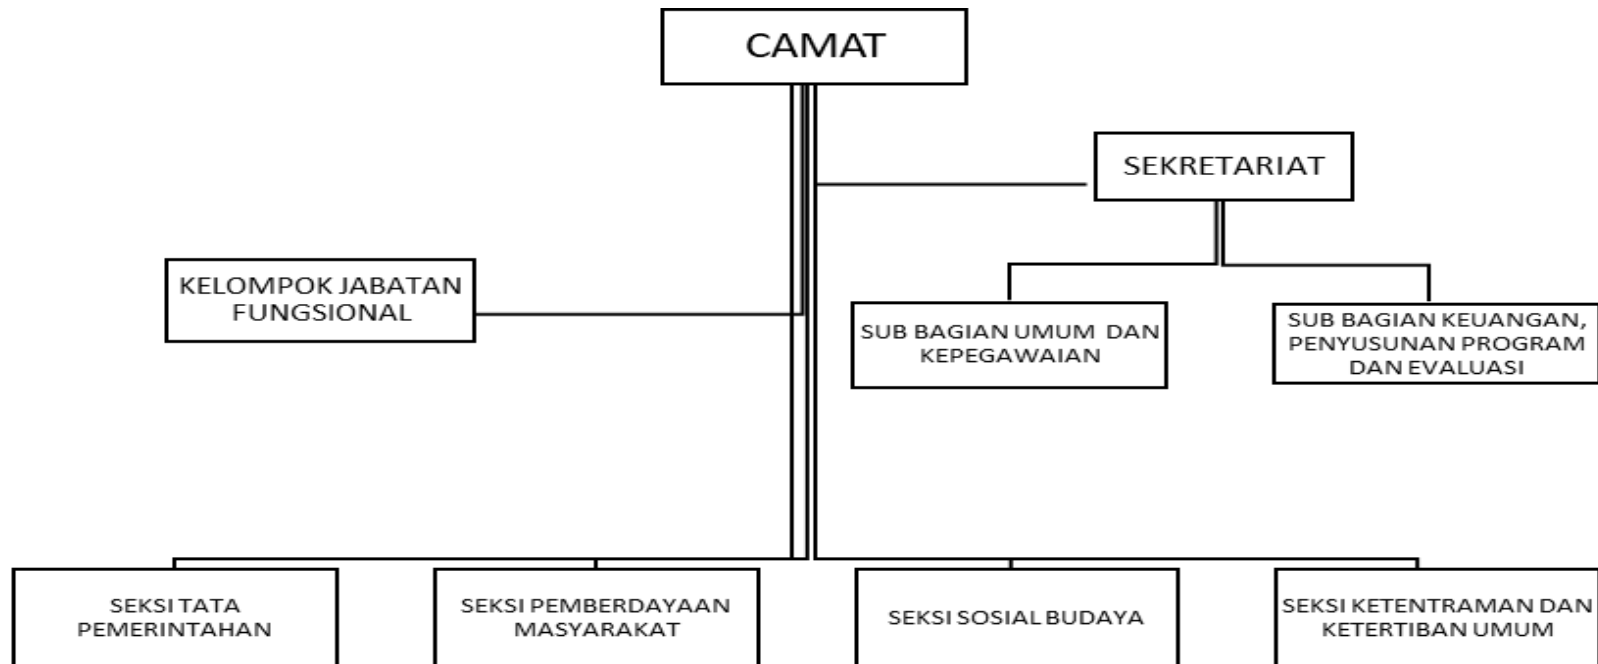 CAMAT
SEKRETARIAT
KELOMPOK JABATAN
FUNGSIONAL
SUB BAGIAN UMUM DAN
KEPEGAWAIAN
SUB BAGIAN KEUANGAN,
PENYUSUNAN PROGRAM
DAN EVALUASI
SEKSI TATA
PEMERINTAHAN
SEKSI PEMBERDAYAAN
MASYARAKAT
SEKSI SOSIAL BUDAYA
SEKSI KETENTRAMAN DAN
KETERTIBAN UMUM